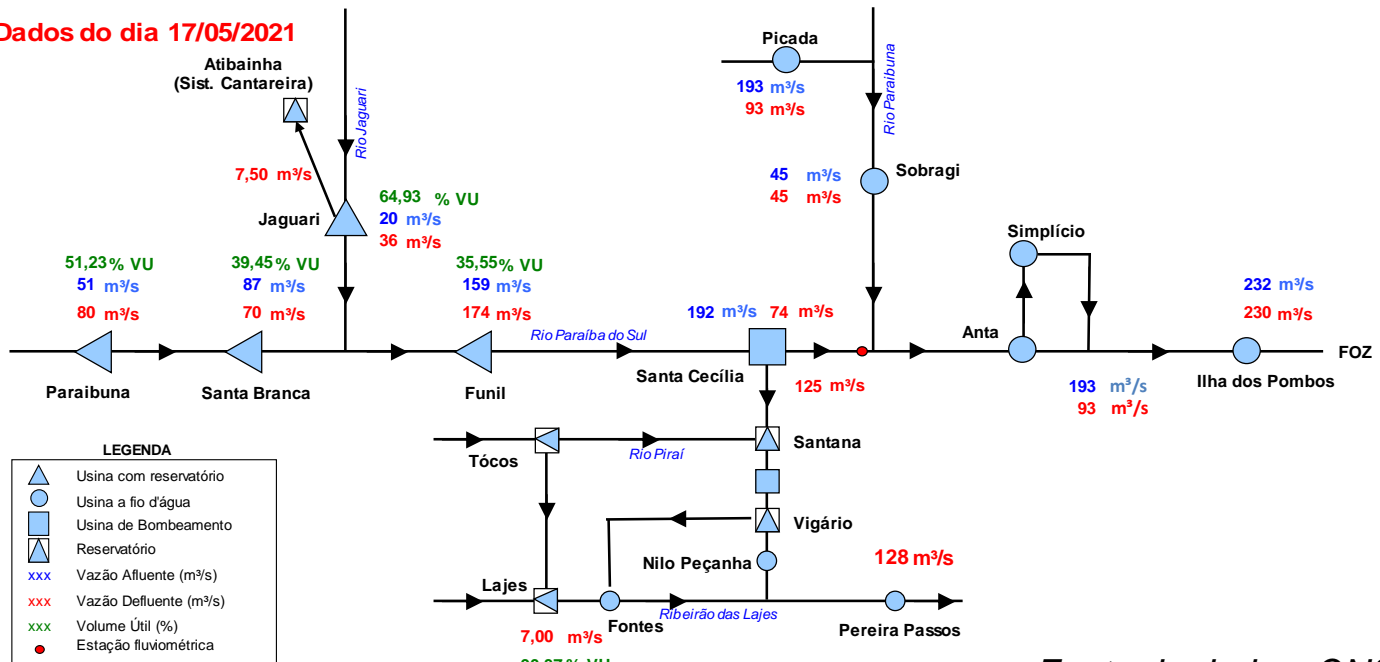 Dados do dia 17/05/2021
Atibainha
(Sist. Cantareira)
Rio Jaguari
7,50 m³/s
Jaguari
64,93 % VU
20 m³/s
36 m³/s
Picada
193 m³/s
93 m³/s
Rio Paraibuna
45 m³/s
45 m³/s
Sobragi
51,23 % VU
51 m³/s
80 m³/s
Paraibuna
39,45 % VU
87 m³/s
70 m³/s
Santa Branca
35,55 % VU
159 m³/s
174 m³/s
Funil
Rio Paraíba do Sul
192 m³/s 74 m³/s
Santa Cecília
125 m³/s
Simplício
Anta
193 m³/s
93 m³/s
232 m³/s
230 m³/s
Ilha dos Pombos
FOZ
Tócos
Rio Piraí
Santana
Vigário
Nilo Peçanha
Lajes
7,00 m³/s
Fontes
Ribeirão das Lajes
128 m³/s
Pereira Passos
LEGENDA
Usina com reservatório
Usina a fio d'água
Usina de Bombeamento
Reservatório
xxx Vazão Afluente (m³/s)
xxx Vazão Defluente (m³/s)
xxx Volume Útil (%)
Estação fluviométrica